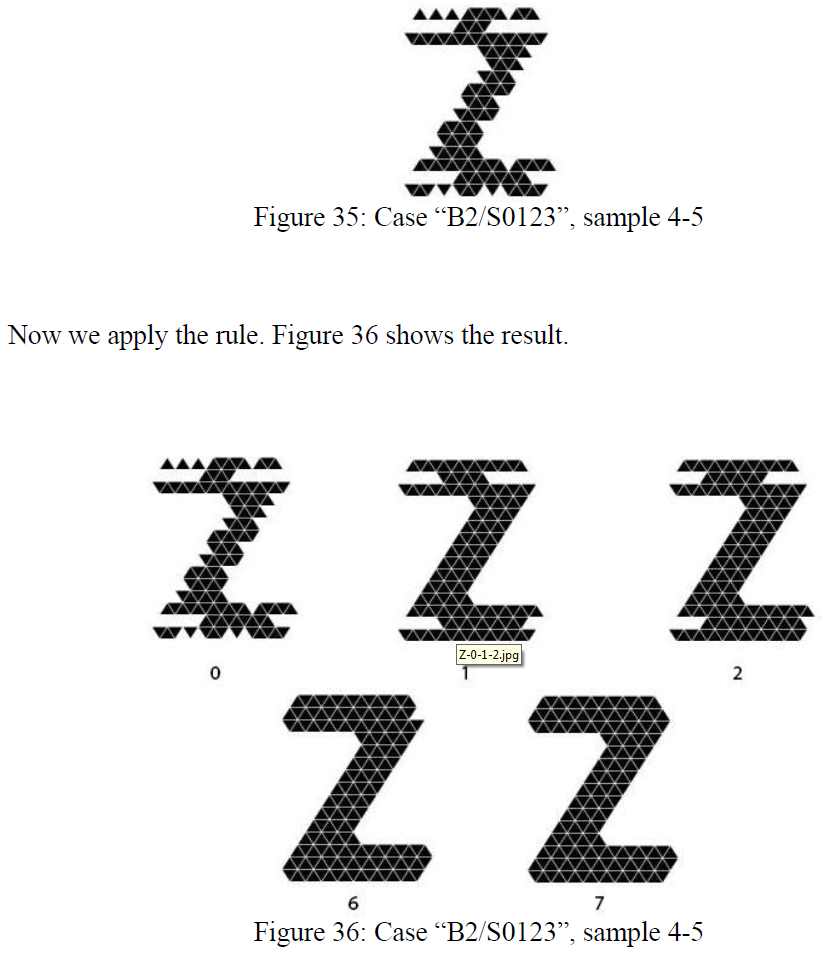 Figure 35: Case “B2/S0123”, sample 4-5
Now we apply the rule. Figure 36 shows the result.
0
Z-0-1-2.jpg
1
2
6
7
Figure 36: Case “B2/S0123”, sample 4-5